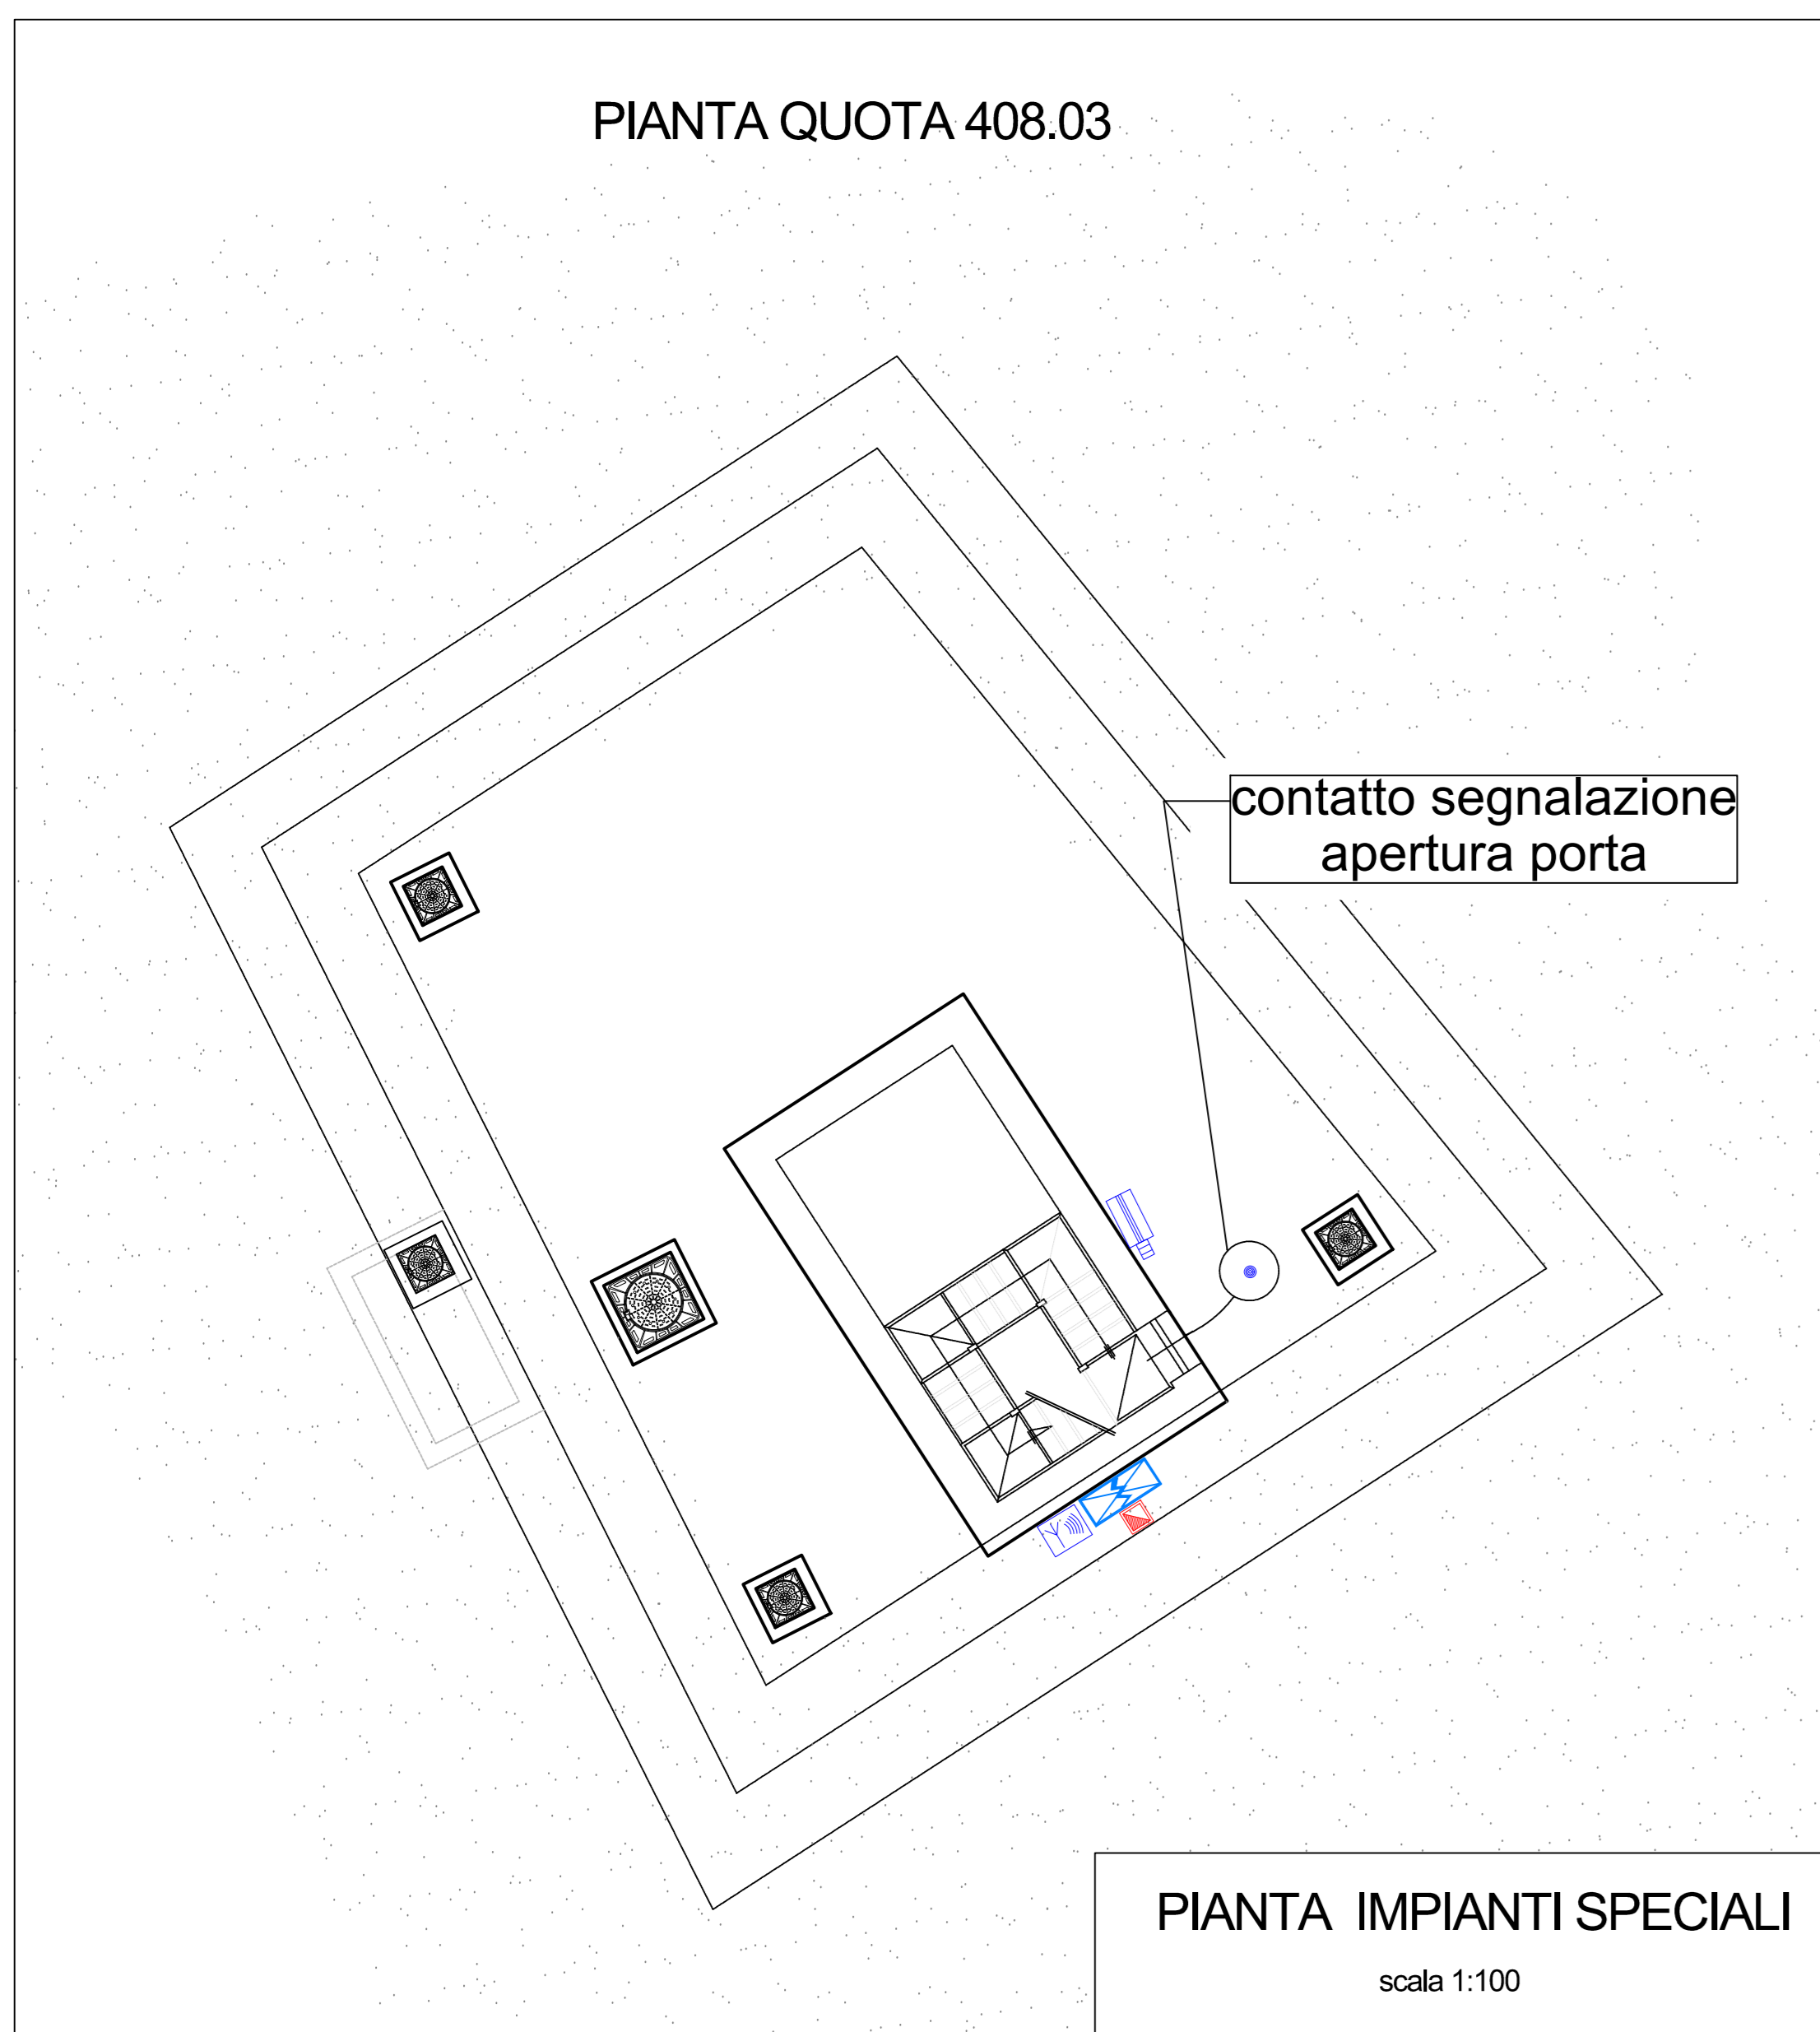 PIANTA QUOTA 408.03
contatto segnalazione
apertura porta
PIANTA IMPIANTI SPECIALI
scala 1:100